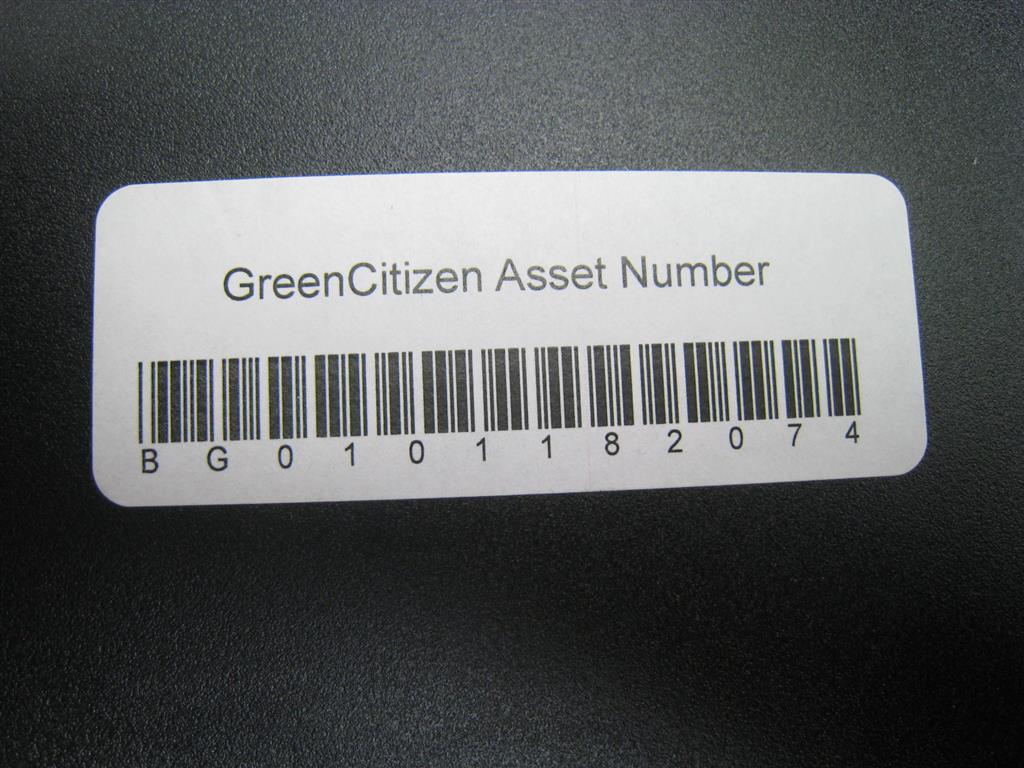 GreenCitizen Asset Number
B G 0 1 0 1 1 8 2 0 7 4